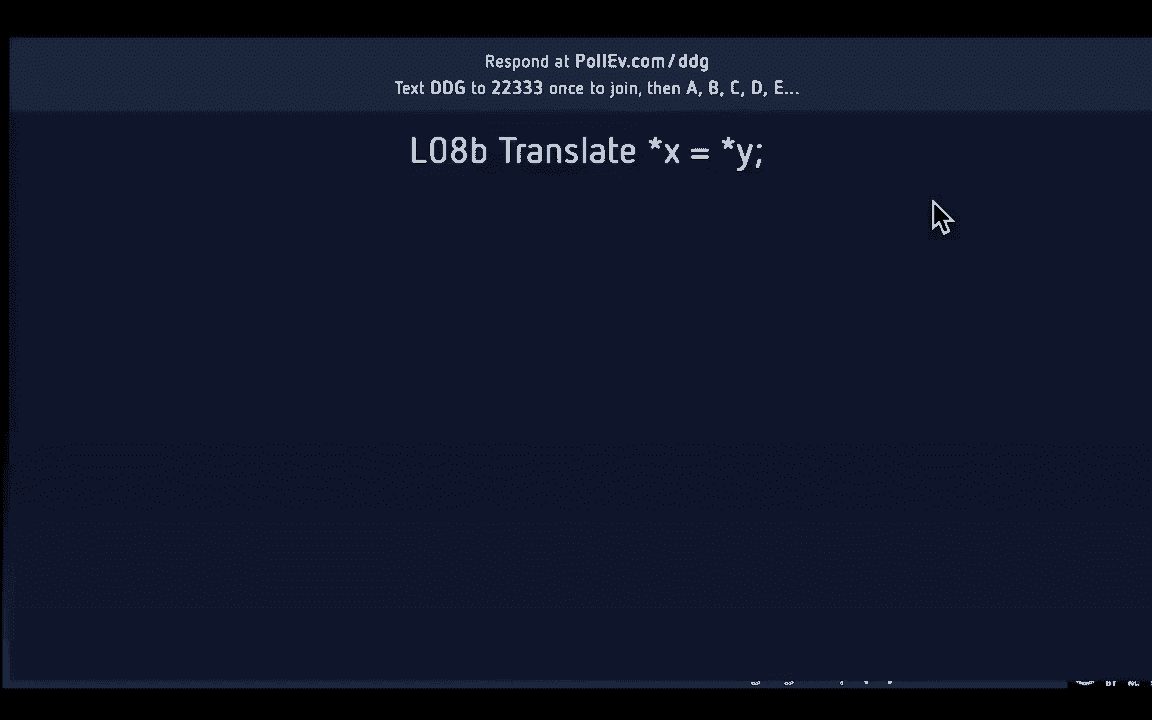 Respond at PollEv.com/ddg
Text DDG to 22333 once to join, then A, B, C, D, E...
L08b Translate *x = *y;